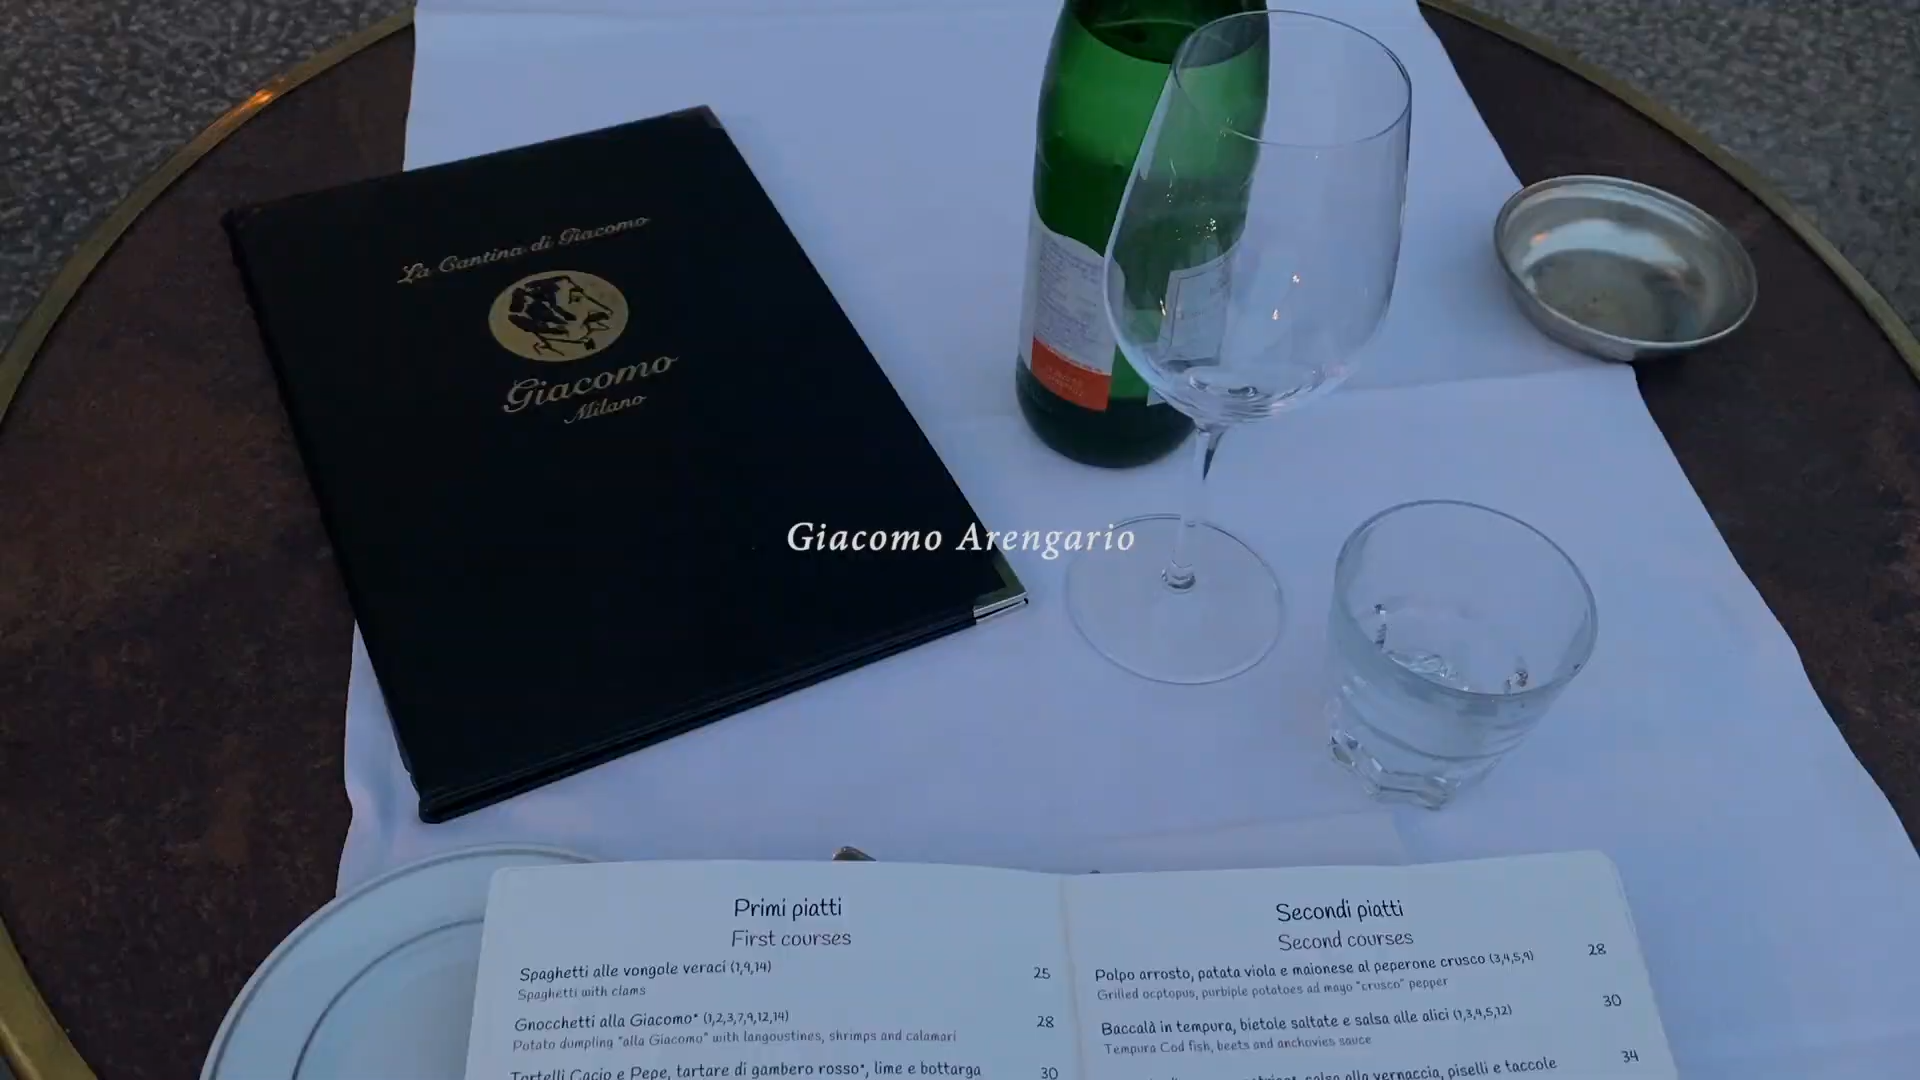 La Cantina di Giacomo
Giacomo
Milano
Giacomo Arengario
Primi piatti
First courses
Spaghetti alle vongole veraci (1,9,14) 25
Spaghetti with clams
Gnocchetti alla Giacomo* (1,2,3,7,9,12,14) 28
Potato dumpling "alla Giacomo" with langoustines, shrimps and calamari
Tortelli Cacio e Pepe, tartare di gambero rosso*, lime e bottarga 30
Secondi piatti
Second courses
Polpo arrosto, patata viola e maionese al peperone crusco (3,4,5,9) 28
Grilled ocptopus, purbiple potatoes ad mayo "crusco" pepper
Baccalà in tempura, bietole saltate e salsa alle alici (1,3,4,5,12) 30
Tempura Cod fish, beets and anchovies sauce
salsa alla vernaccia, piselli e taccole 34